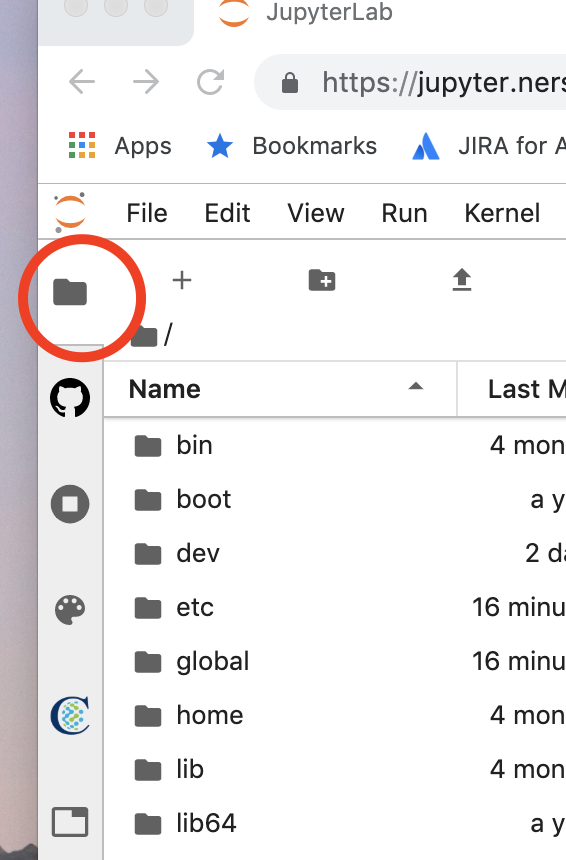 JupyterLab
https://jupyter.ners
Apps Bookmarks JIRA for A
File Edit View Run Kernel
/
Name Last M
bin 4 mon
boot a y
dev 2 da
etc 16 minu
global 16 minu
home 4 mon
lib 4 mon
lib64 a y